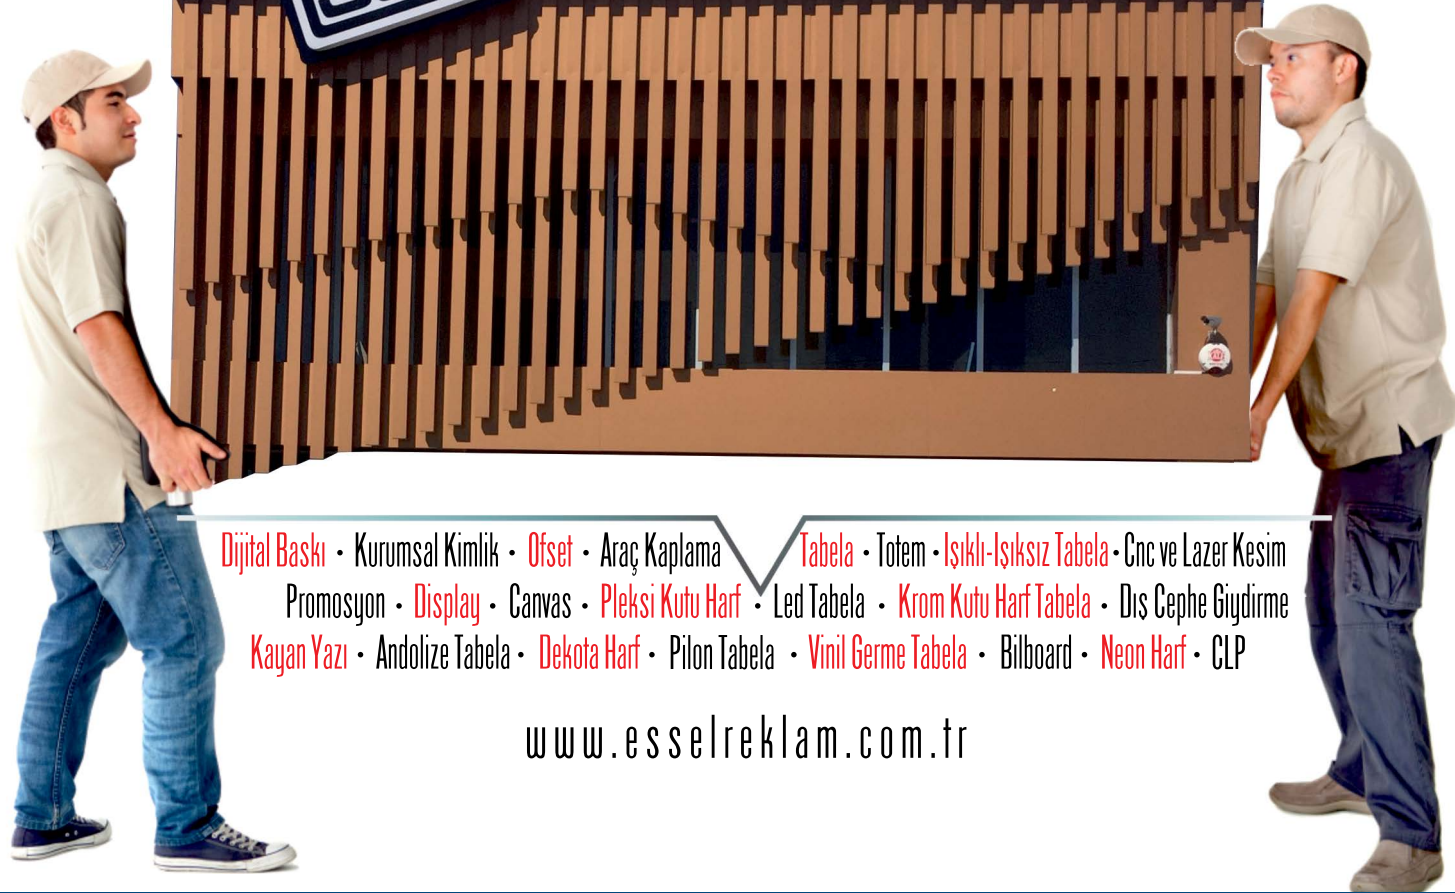 Dijital Baskı • Kurumsal Kimlik • Ofset • Araç Kaplama Tabela • Totem • Işıklı-Işıksız Tabela • Cnc ve Lazer Kesim
Promosyon • Display • Canvas • Pleksi Kutu Harf • Led Tabela • Krom Kutu Harf Tabela • Dış Cephe Giydirme
Kayan Yazı • Andolize Tabela • Dekota Harf • Pilon Tabela • Vinil Germe Tabela • Bilboard • Neon Harf • CLP
www.esselreklam.com.tr